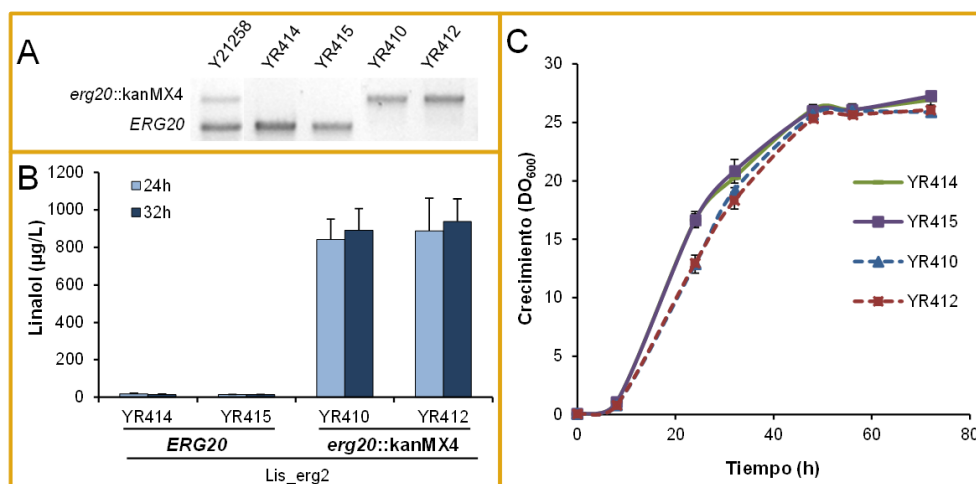 A
Y21258 YR414 YR415 YR410 YR412
erg20::kanMX4
ERG20
B
Linalol (µg/L)
1200
1000
800
600
400
200
0
24h
32h
YR414 YR415 YR410 YR412
ERG20 erg20::kanMX4
Lis_erg2
C
Crecimiento (DO600)
30
25
20
15
10
5
0
0 20 40 60 80
Tiempo (h)
YR414
YR415
YR410
YR412